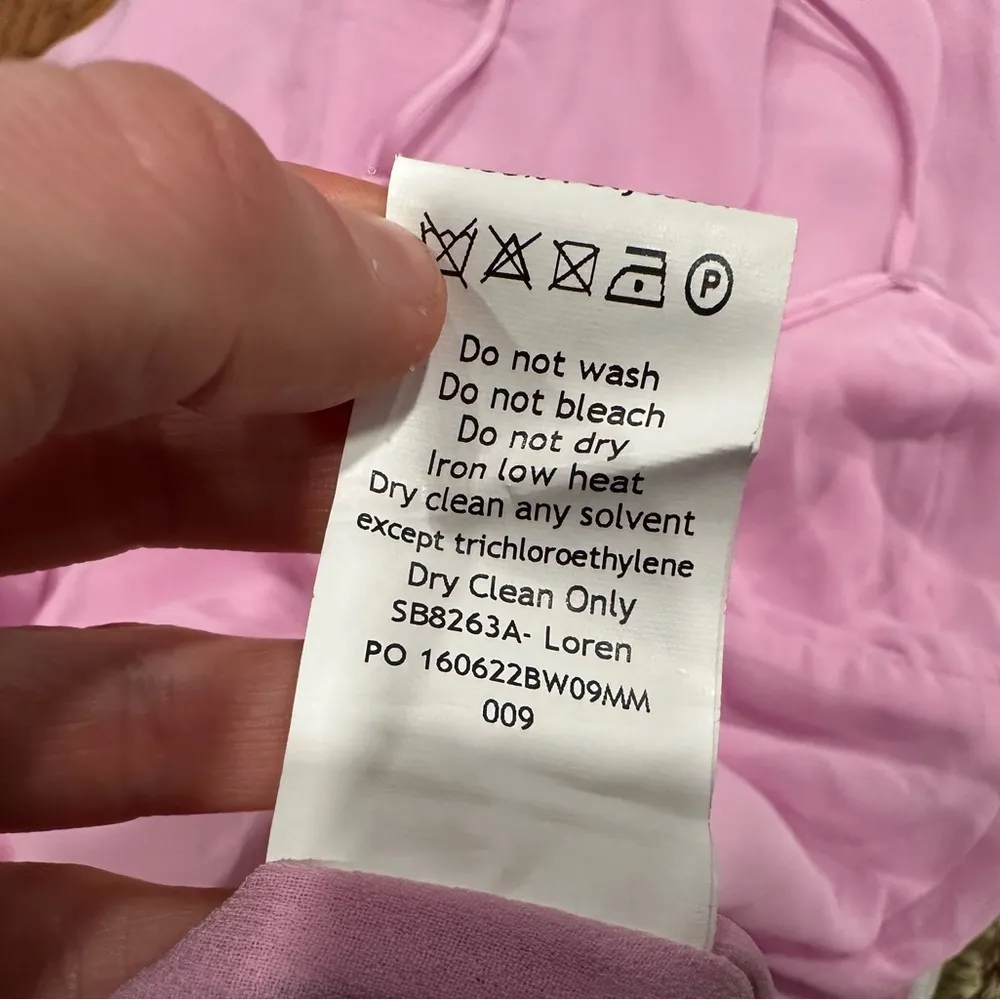 P
Do not wash
Do not bleach
Do not dry
Iron low heat
Dry clean any solvent
except trichloroethylene
Dry Clean Only
SB8263A- Loren
PO 160622BW09MM
009